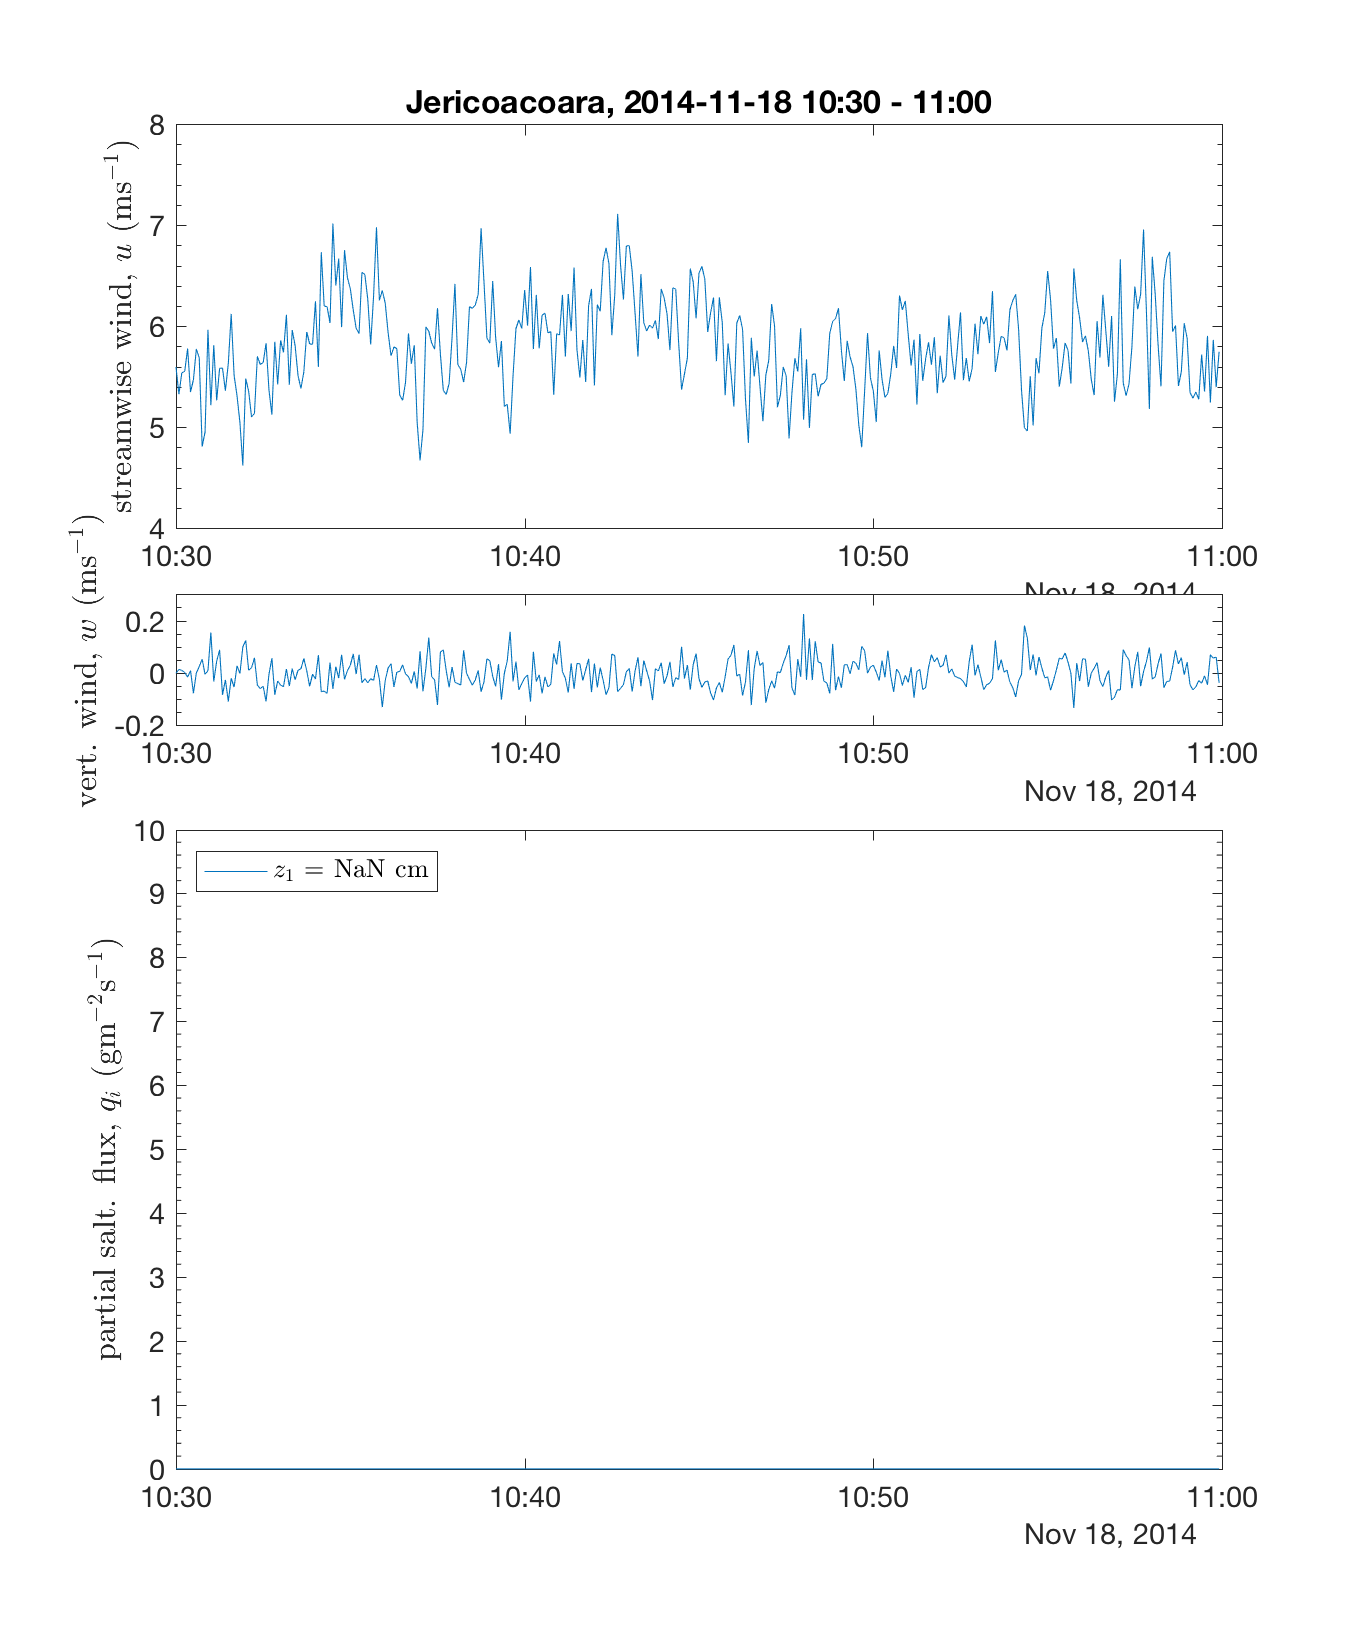 Jericoacoara, 2014-11-18 10:30 - 11:00
streamwise wind, u (ms⁻¹)
8
7
6
5
4
10:30 10:40 10:50 11:00
Nov 18, 2014
vert. wind, w (ms⁻¹)
0.2
0
-0.2
10:30 10:40 10:50 11:00
Nov 18, 2014
partial salt. flux, qᵢ (gm⁻²s⁻¹)
10
9
8
7
6
5
4
3
2
1
0
z₁ = NaN cm
10:30 10:40 10:50 11:00
Nov 18, 2014